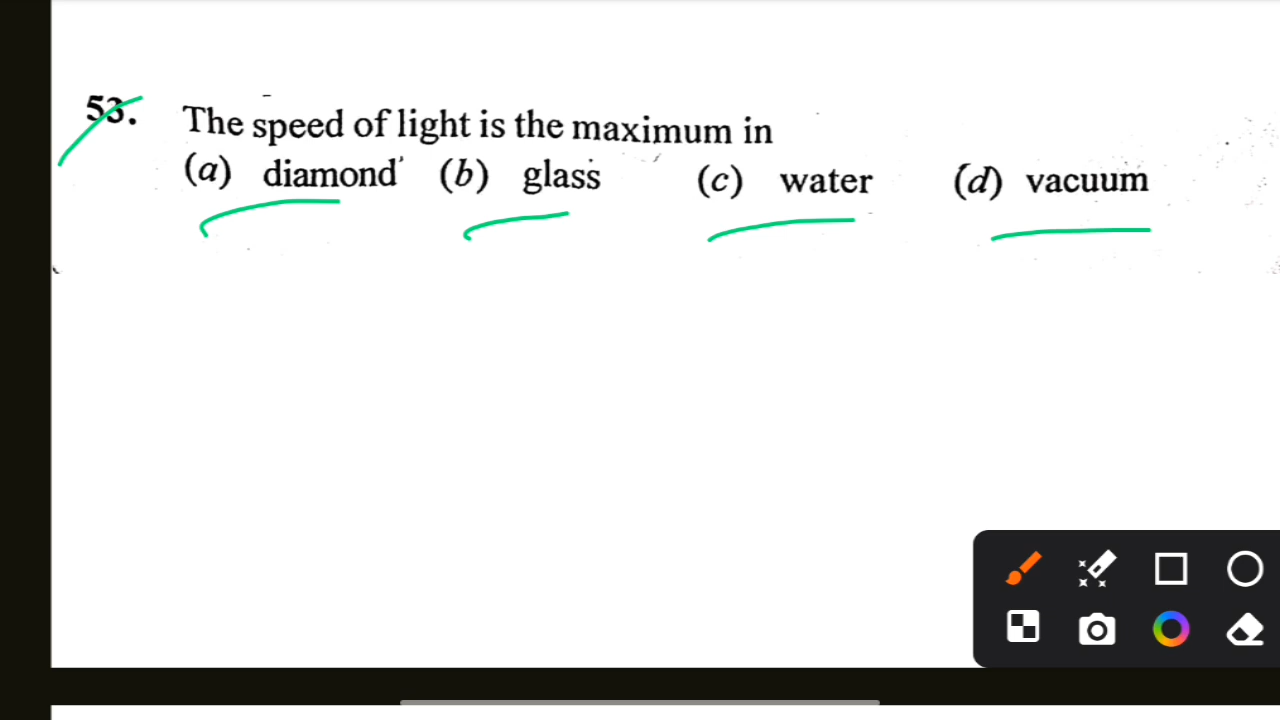 53. The speed of light is the maximum in
(a) diamond (b) glass (c) water (d) vacuum